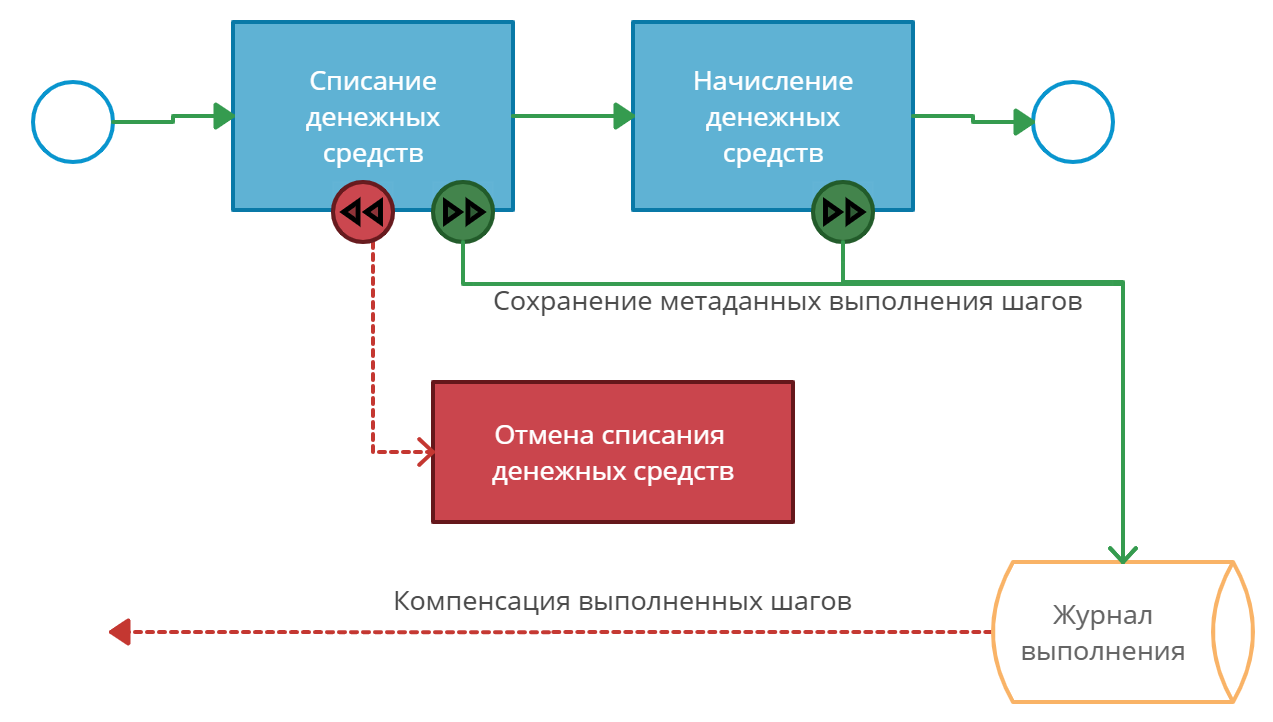 Списание
денежных
средств
Начисление
денежных
средств
Сохранение метаданных выполнения шагов
Отмена списания
денежных средств
Компенсация выполненных шагов
Журнал
выполнения